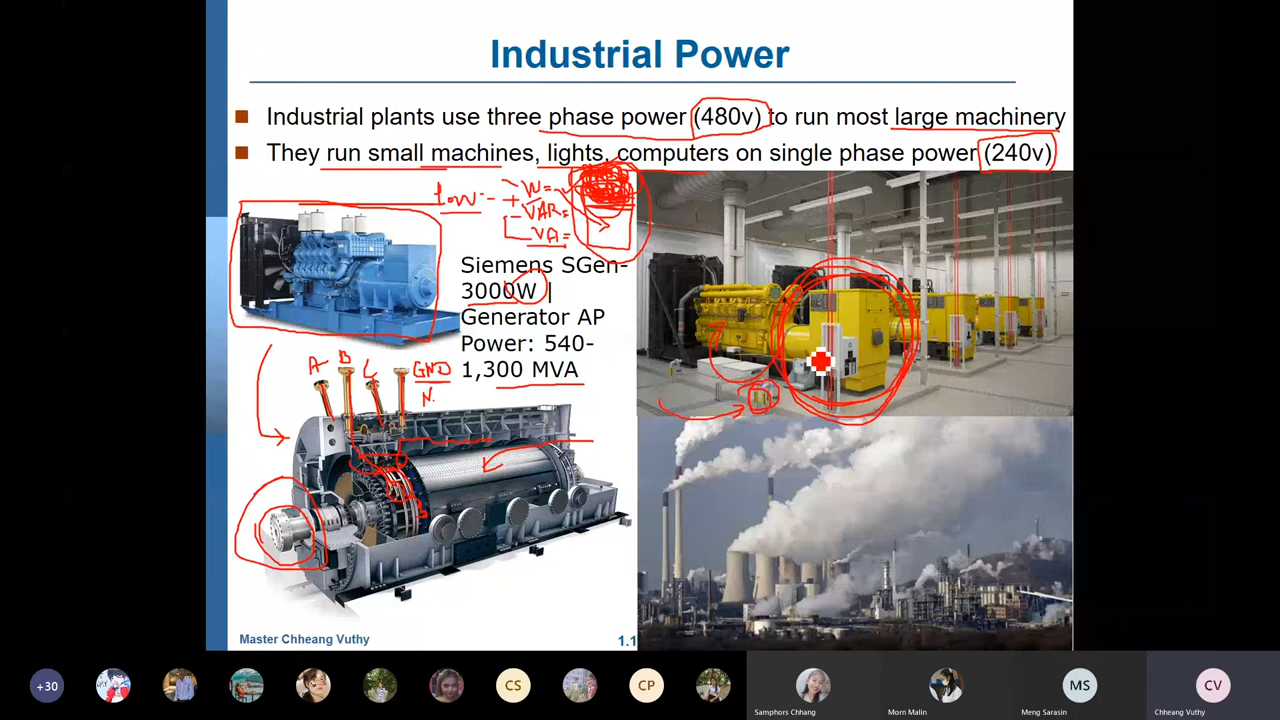 Industrial Power
Industrial plants use three phase power (480v) to run most large machinery
They run small machines, lights, computers on single phase power (240v)
low - + W =
- VAR =
VA =
Siemens SGen-
3000W |
Generator AP
Power: 540-
1,300 MVA
A B C GND
N.
Master Chheang Vuthy
1.1
+30
CS
CP
MS
CV
Samphors Chhang
Morn Malin
Meng Sarasin
Chheang Vuthy